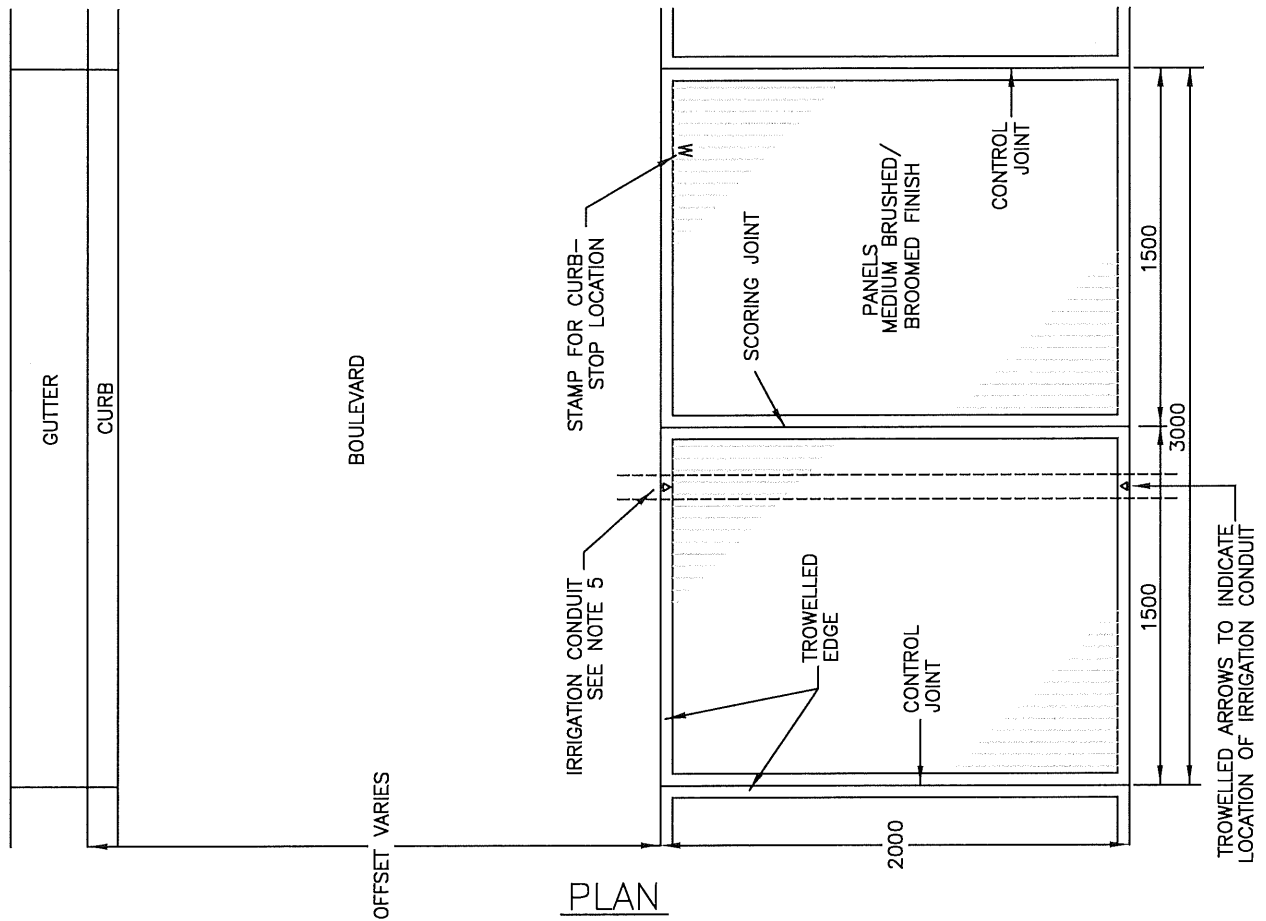 GUTTER
CURB
BOULEVARD
OFFSET VARIES
STAMP FOR CURB-
STOP LOCATION
W
IRRIGATION CONDUIT
SEE NOTE 5
SCORING JOINT
PANELS
MEDIUM BRUSHED/
BROOMED FINISH
CONTROL
JOINT
TROWELLED
EDGE
CONTROL
JOINT
2000
1500
1500
3000
TROWELLED ARROWS TO INDICATE
LOCATION OF IRRIGATION CONDUIT
PLAN